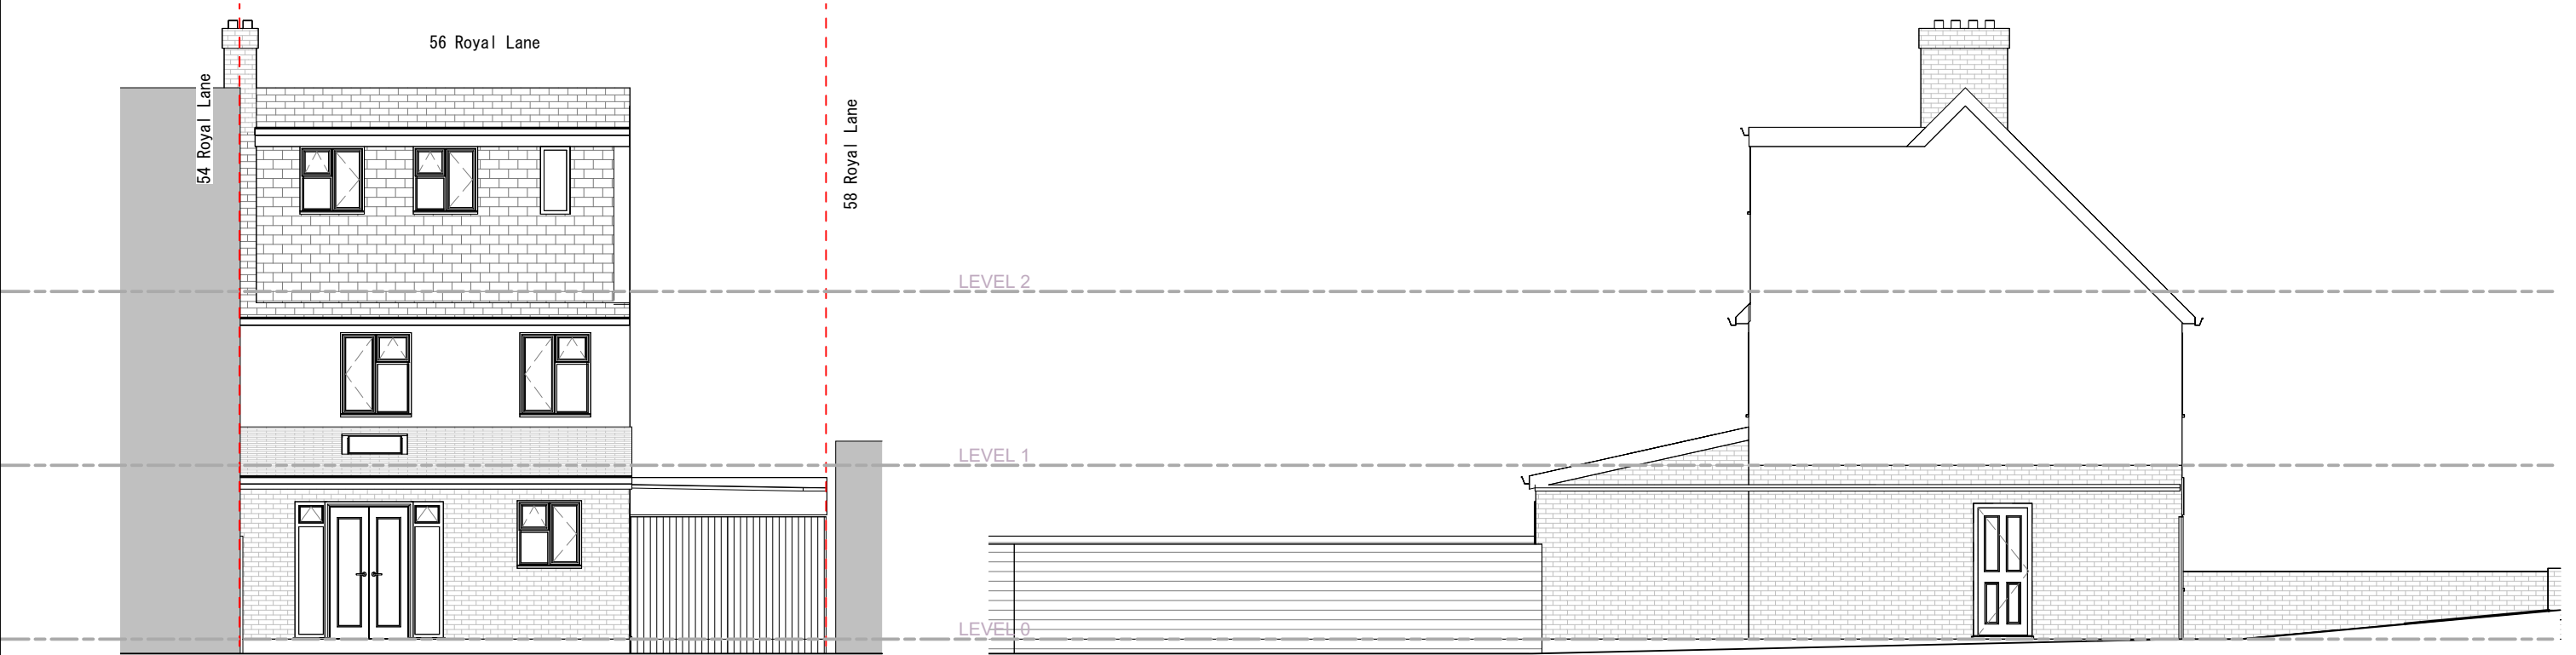 56 Royal Lane
54 Royal Lane
58 Royal Lane
LEVEL 2
LEVEL 1
LEVEL 0